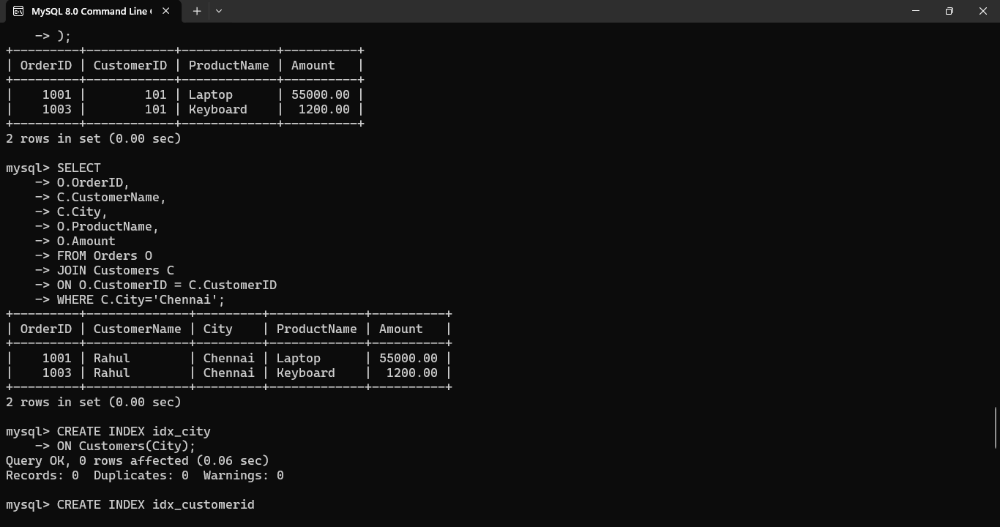 MySQL 8.0 Command Line
    -> );
+---------+------------+-------------+----------+
| OrderID | CustomerID | ProductName | Amount   |
+---------+------------+-------------+----------+
|    1001 |        101 | Laptop      | 55000.00 |
|    1003 |        101 | Keyboard    |  1200.00 |
+---------+------------+-------------+----------+
2 rows in set (0.00 sec)
mysql> SELECT
    -> O.OrderID,
    -> C.CustomerName,
    -> C.City,
    -> O.ProductName,
    -> O.Amount
    -> FROM Orders O
    -> JOIN Customers C
    -> ON O.CustomerID = C.CustomerID
    -> WHERE C.City='Chennai';
+---------+--------------+---------+-------------+----------+
| OrderID | CustomerName | City    | ProductName | Amount   |
+---------+--------------+---------+-------------+----------+
|    1001 | Rahul        | Chennai | Laptop      | 55000.00 |
|    1003 | Rahul        | Chennai | Keyboard    |  1200.00 |
+---------+--------------+---------+-------------+----------+
2 rows in set (0.00 sec)
mysql> CREATE INDEX idx_city
    -> ON Customers(City);
Query OK, 0 rows affected (0.06 sec)
Records: 0  Duplicates: 0  Warnings: 0
mysql> CREATE INDEX idx_customerid